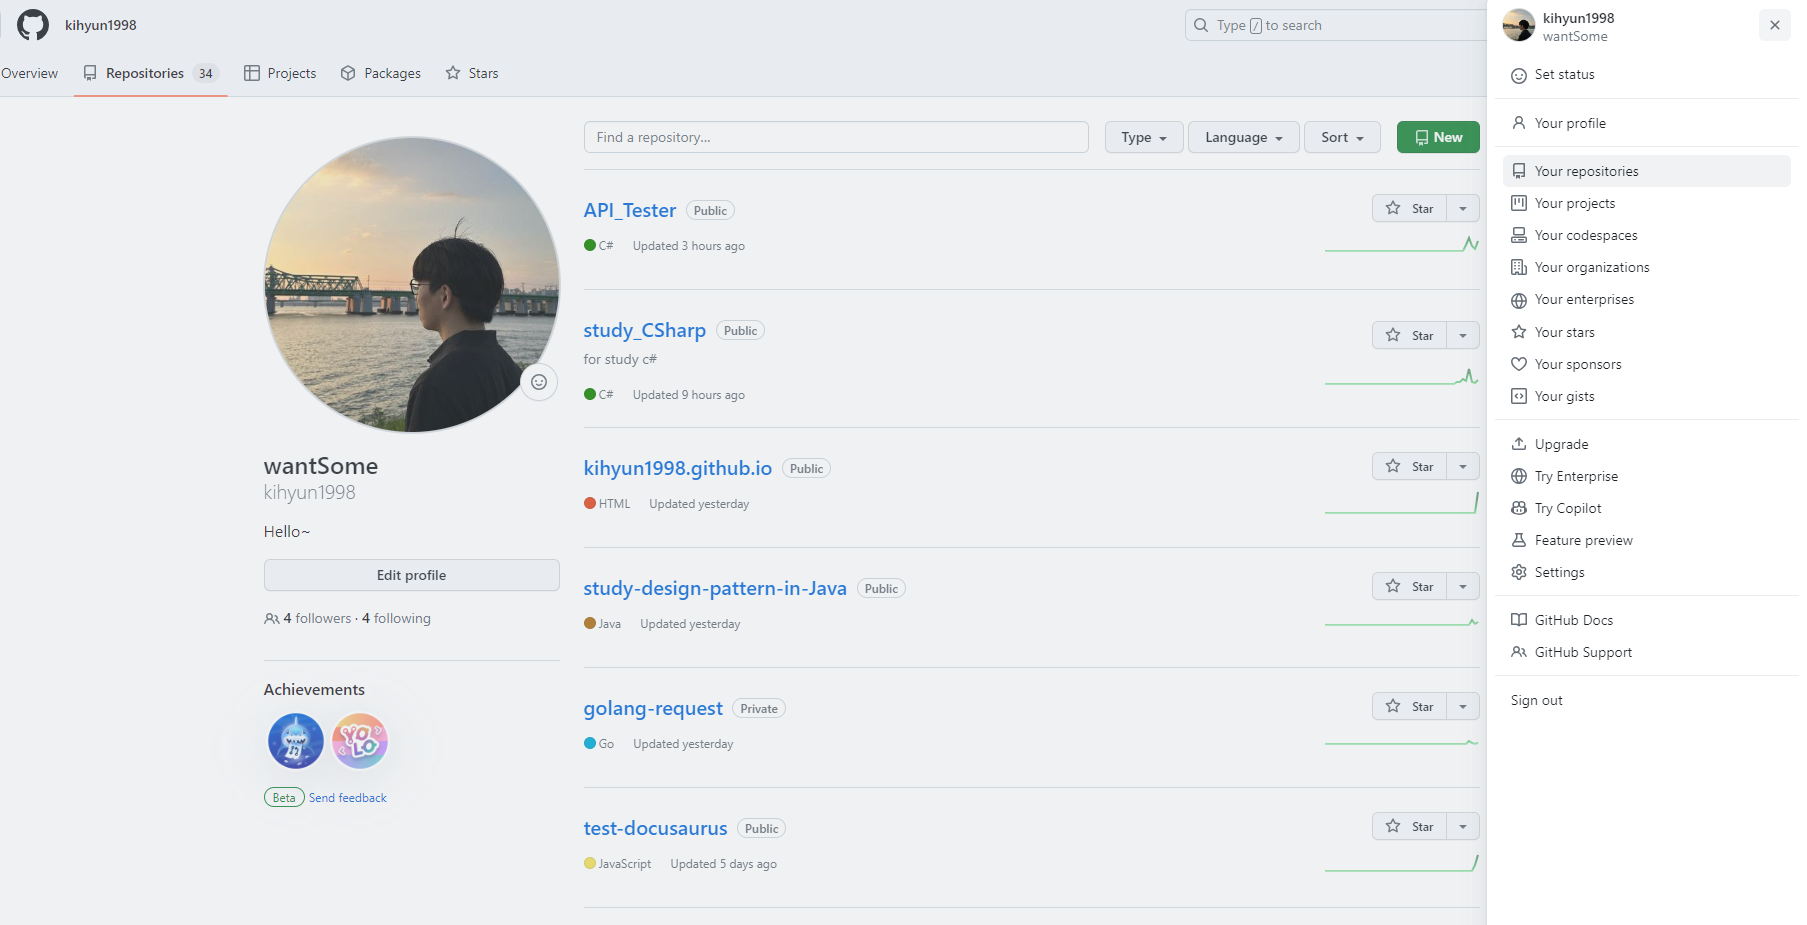 kihyun1998
Type / to search
Overview
Repositories 34
Projects
Packages
Stars
wantSome
kihyun1998
Hello~
Edit profile
4 followers · 4 following
Achievements
YOLO
Beta Send feedback
Find a repository...
Type
Language
Sort
New
API_Tester Public
Star
C# Updated 3 hours ago
study_CSharp Public
Star
for study c#
C# Updated 9 hours ago
kihyun1998.github.io Public
Star
HTML Updated yesterday
study-design-pattern-in-Java Public
Star
Java Updated yesterday
golang-request Private
Star
Go Updated yesterday
test-docusaurus Public
Star
JavaScript Updated 5 days ago
kihyun1998
wantSome
Set status
Your profile
Your repositories
Your projects
Your codespaces
Your organizations
Your enterprises
Your stars
Your sponsors
Your gists
Upgrade
Try Enterprise
Try Copilot
Feature preview
Settings
GitHub Docs
GitHub Support
Sign out